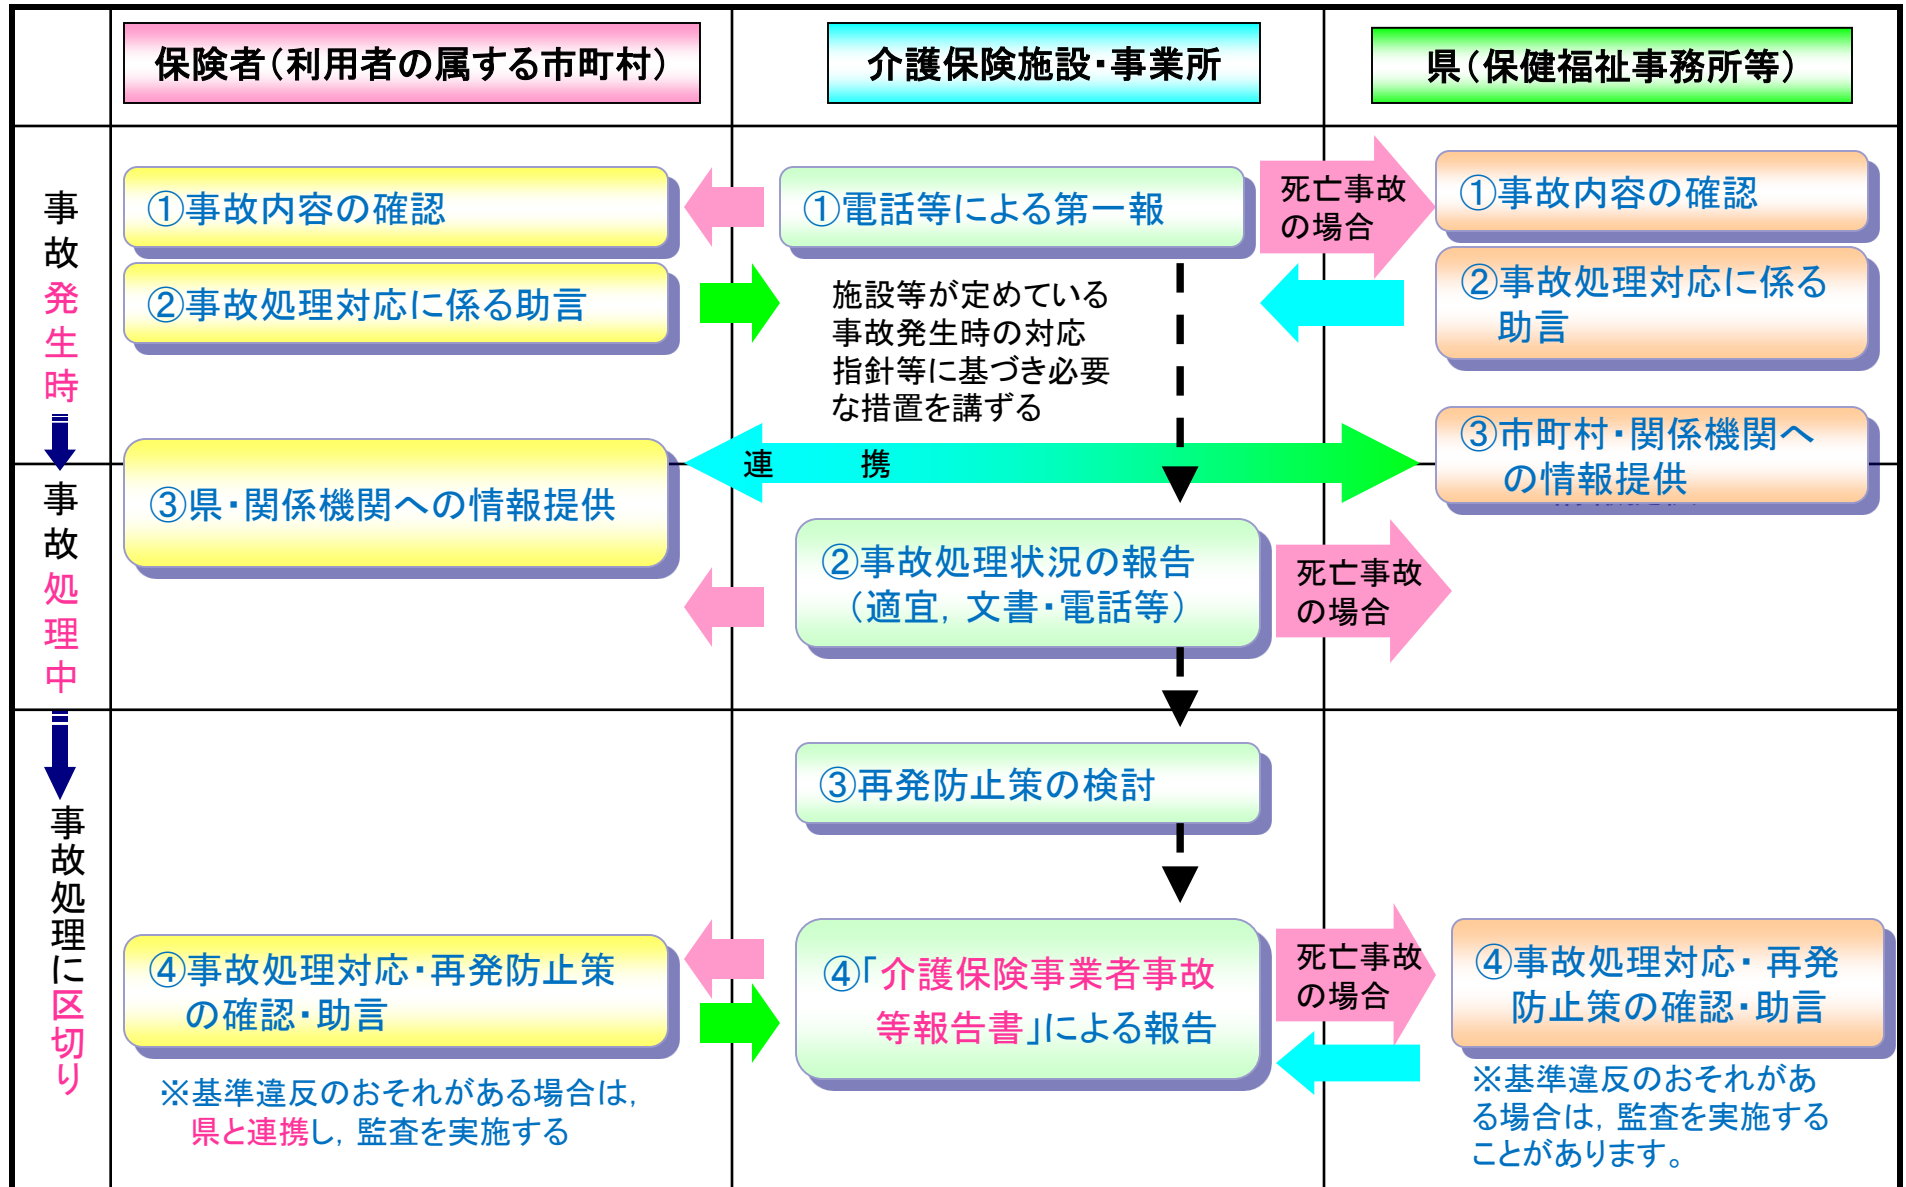 保険者（利用者の属する市町村）
介護保険施設・事業所
県（保健福祉事務所等）
事故発生時
①事故内容の確認
②事故処理対応に係る助言
①電話等による第一報
死亡事故
の場合
①事故内容の確認
②事故処理対応に係る
助言
施設等が定めている
事故発生時の対応
指針等に基づき必要
な措置を講ずる
連　携
③市町村・関係機関へ
の情報提供
事故処理中
③県・関係機関への情報提供
②事故処理状況の報告
（適宜，文書・電話等）
死亡事故
の場合
事故処理に区切り
③再発防止策の検討
④事故処理対応・再発防止策
の確認・助言
④「介護保険事業者事故
等報告書」による報告
死亡事故
の場合
④事故処理対応・ 再発
防止策の確認・助言
※基準違反のおそれがある場合は，
県と連携し，監査を実施する
※基準違反のおそれがあ
る場合は，監査を実施する
ことがあります。